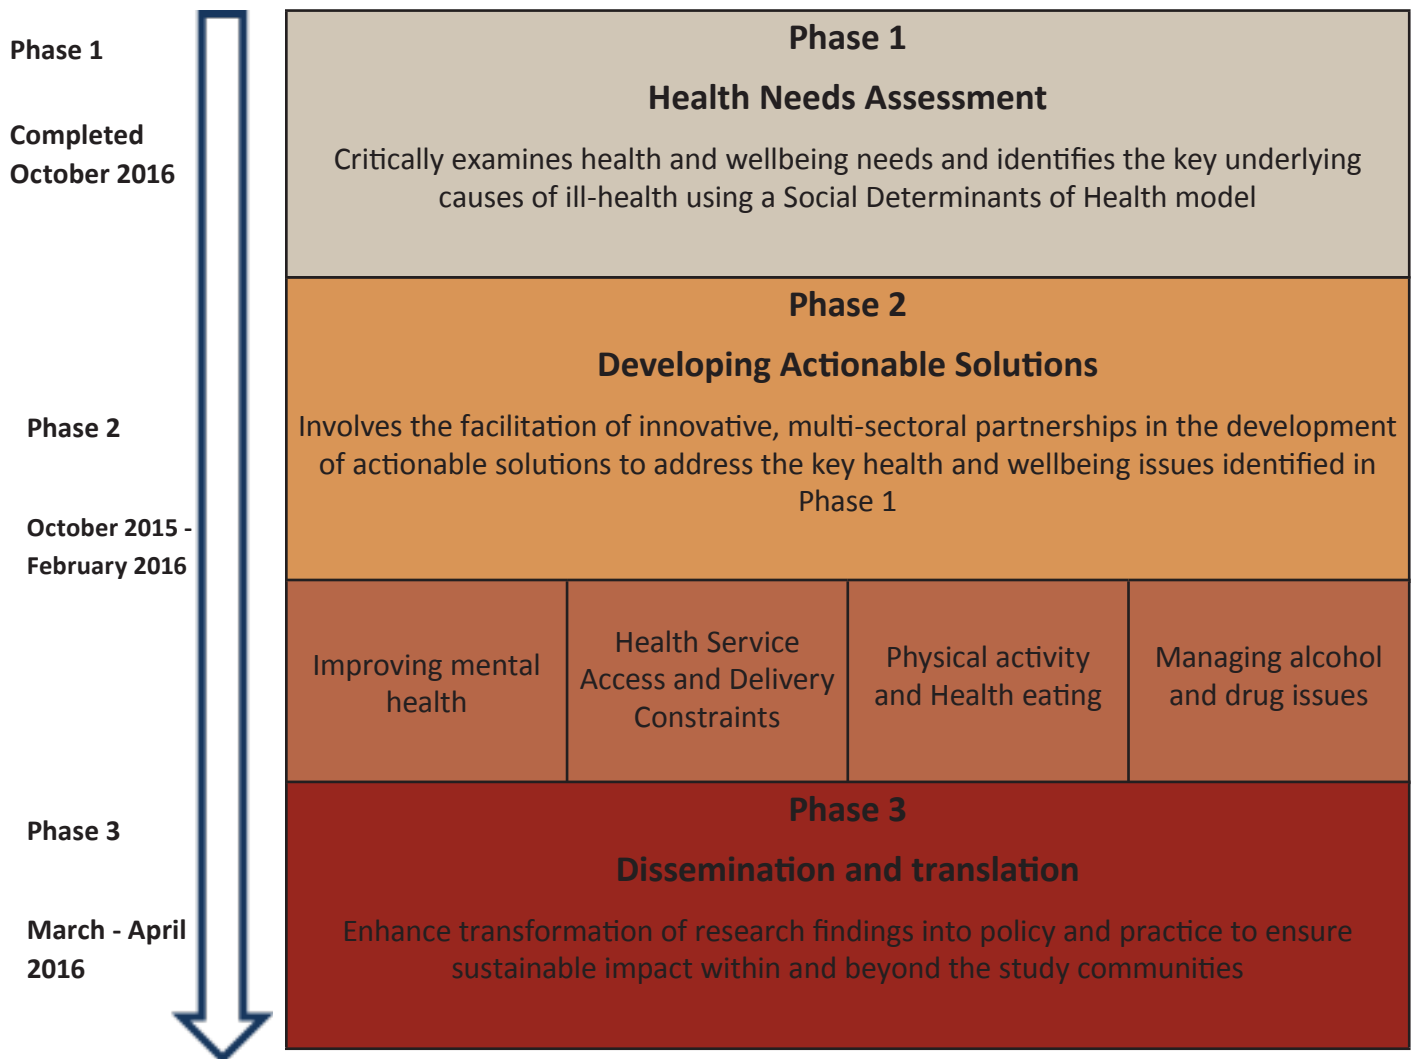 Phase 1
Completed
October 2016
Phase 1
Health Needs Assessment
Critically examines health and wellbeing needs and identifies the key underlying
causes of ill-health using a Social Determinants of Health model
Phase 2
October 2015 -
February 2016
Phase 2
Developing Actionable Solutions
Involves the facilitation of innovative, multi-sectoral partnerships in the development
of actionable solutions to address the key health and wellbeing issues identified in
Phase 1
Improving mental
health
Health Service
Access and Delivery
Constraints
Physical activity
and Health eating
Managing alcohol
and drug issues
Phase 3
March - April
2016
Phase 3
Dissemination and translation
Enhance transformation of research findings into policy and practice to ensure
sustainable impact within and beyond the study communities